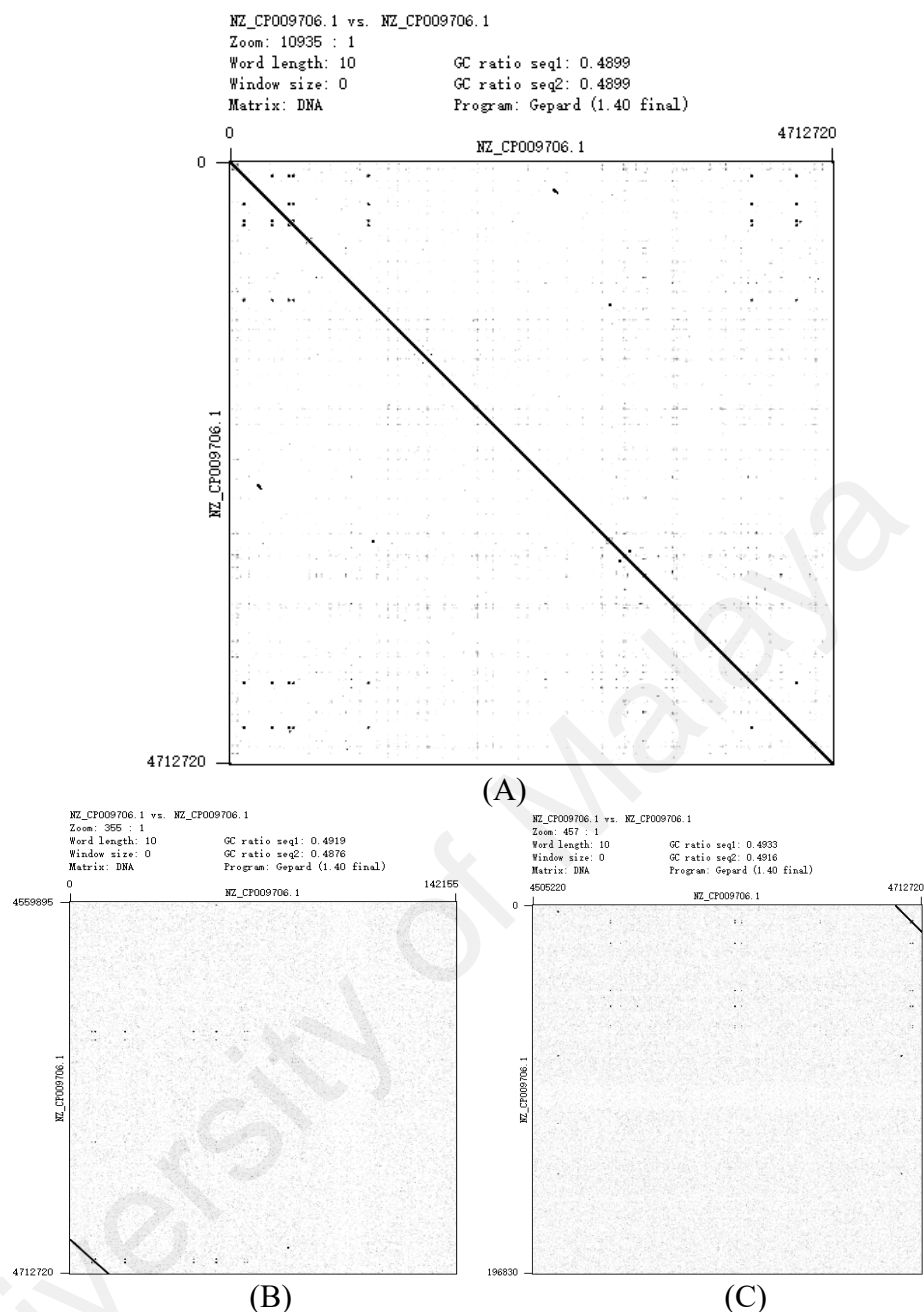 NZ_CP009706.1 vs. NZ_CP009706.1
Zoom: 10935 : 1
Word length: 10 GC ratio seq1: 0.4899
Window size: 0 GC ratio seq2: 0.4899
Matrix: DNA Program: Gepard (1.40 final)
0 4712720
NZ_CP009706.1
0
NZ_CP009706.1
4712720
(A)
NZ_CP009706.1 vs. NZ_CP009706.1
Zoom: 355 : 1
Word length: 10 GC ratio seq1: 0.4919
Window size: 0 GC ratio seq2: 0.4876
Matrix: DNA Program: Gepard (1.40 final)
0 142155
NZ_CP009706.1
4559895
NZ_CP009706.1
4712720
(B)
NZ_CP009706.1 vs. NZ_CP009706.1
Zoom: 457 : 1
Word length: 10 GC ratio seq1: 0.4933
Window size: 0 GC ratio seq2: 0.4916
Matrix: DNA Program: Gepard (1.40 final)
4505220 4712720
NZ_CP009706.1
0
NZ_CP009706.1
196830
(C)
versity of Malaya